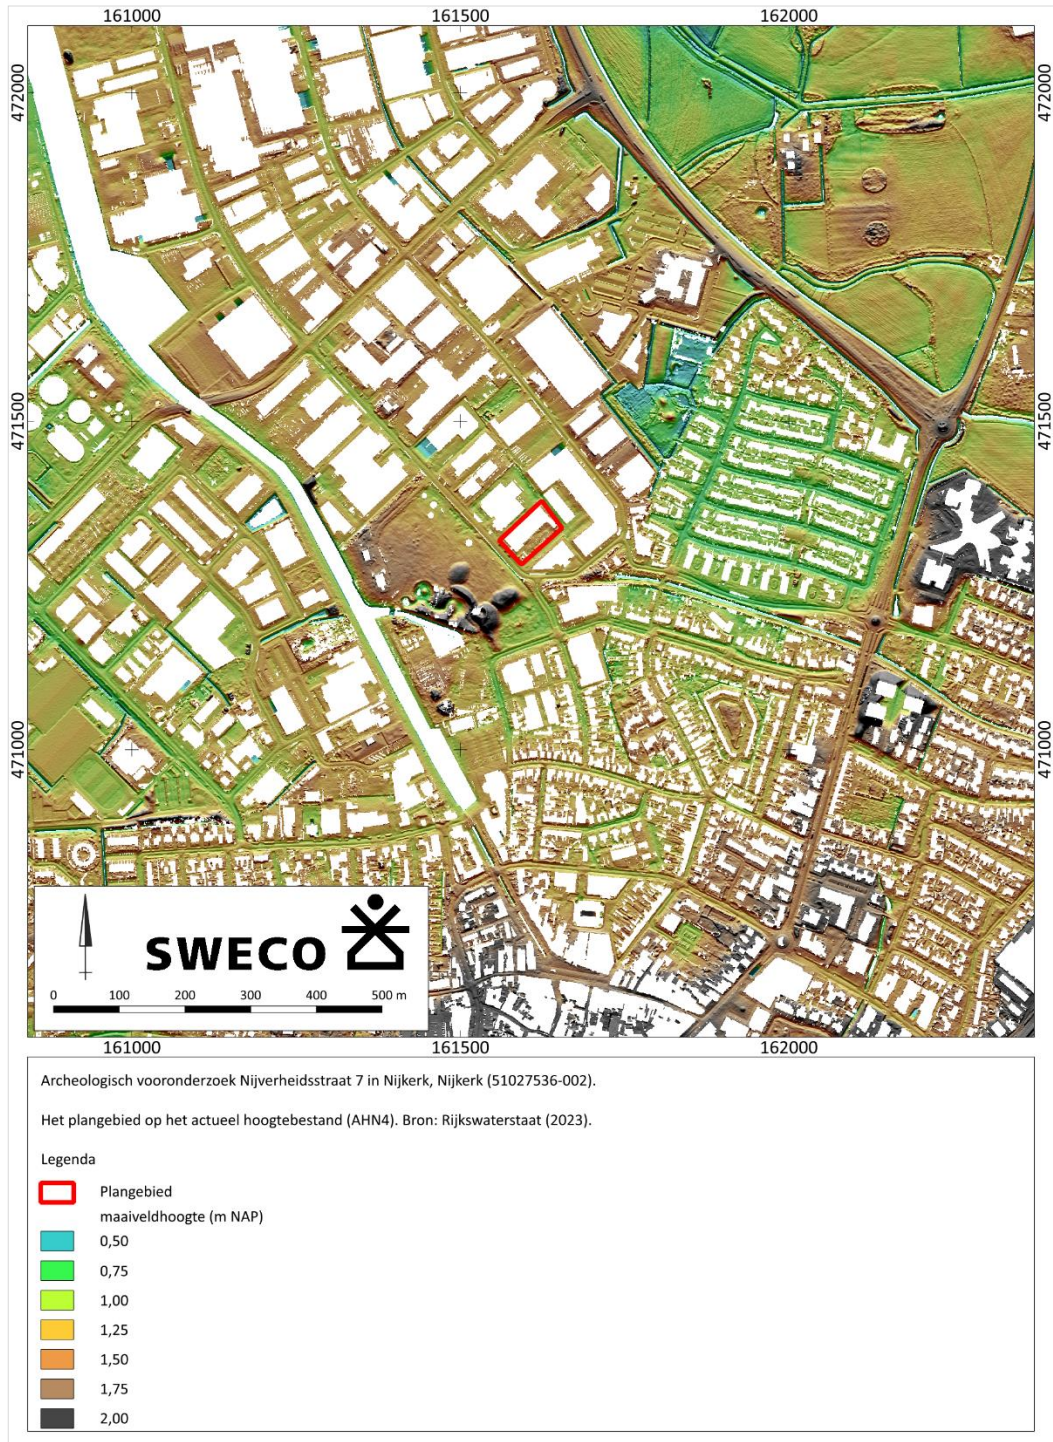 161000 161500 162000
472000 472000
471500 471500
471000 471000
SWECO
0 100 200 300 400 500 m
161000 161500 162000
Archeologisch vooronderzoek Nijverheidsstraat 7 in Nijkerk, Nijkerk (51027536-002).
Het plangebied op het actueel hoogtebestand (AHN4). Bron: Rijkswaterstaat (2023).
Legenda
Plangebied
maaiveldhoogte (m NAP)
0,50
0,75
1,00
1,25
1,50
1,75
2,00